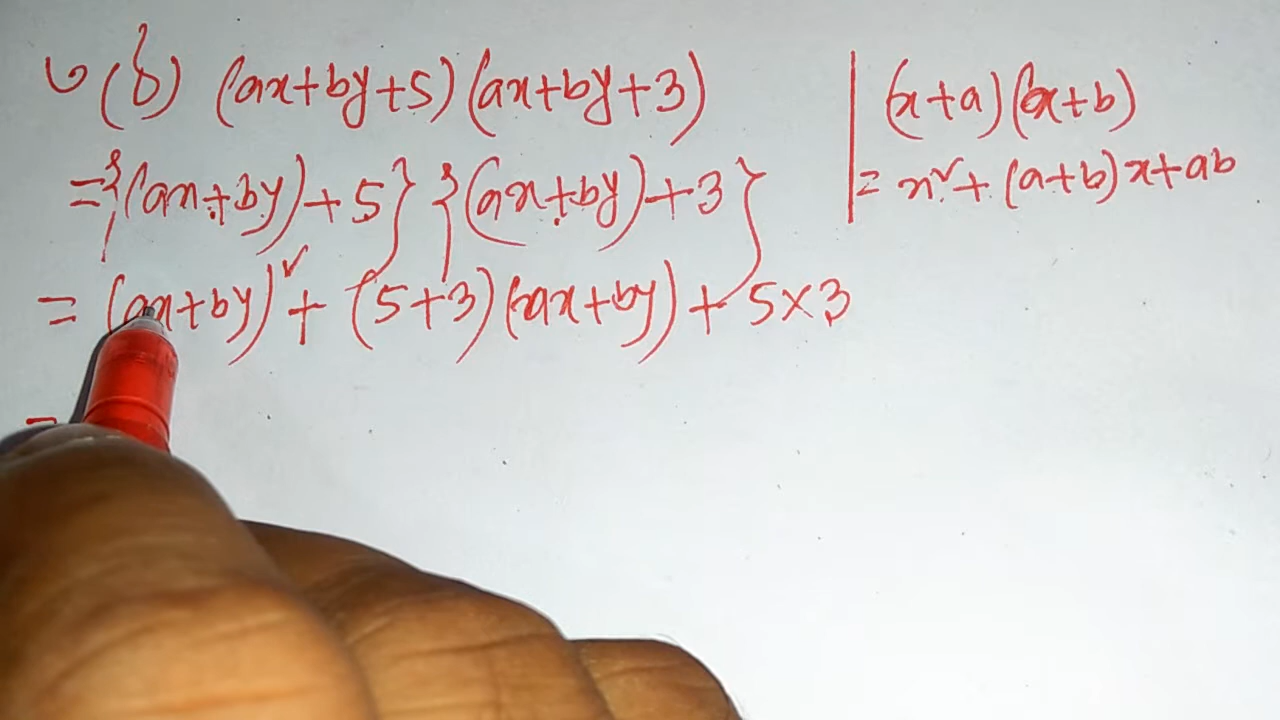 ৬ (ঠ) (ax+by+5)(ax+by+3)
={(ax+by)+5}{(ax+by)+3}
= (ax+by)² + (5+3)(ax+by) + 5×3
=
(x+a)(x+b)
= x² + (a+b)x+ab